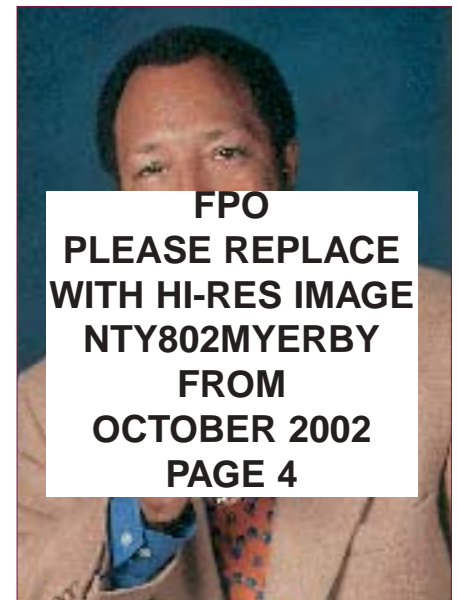 FPO
PLEASE REPLACE
WITH HI-RES IMAGE
NTY802MYERBY
FROM
OCTOBER 2002
PAGE 4